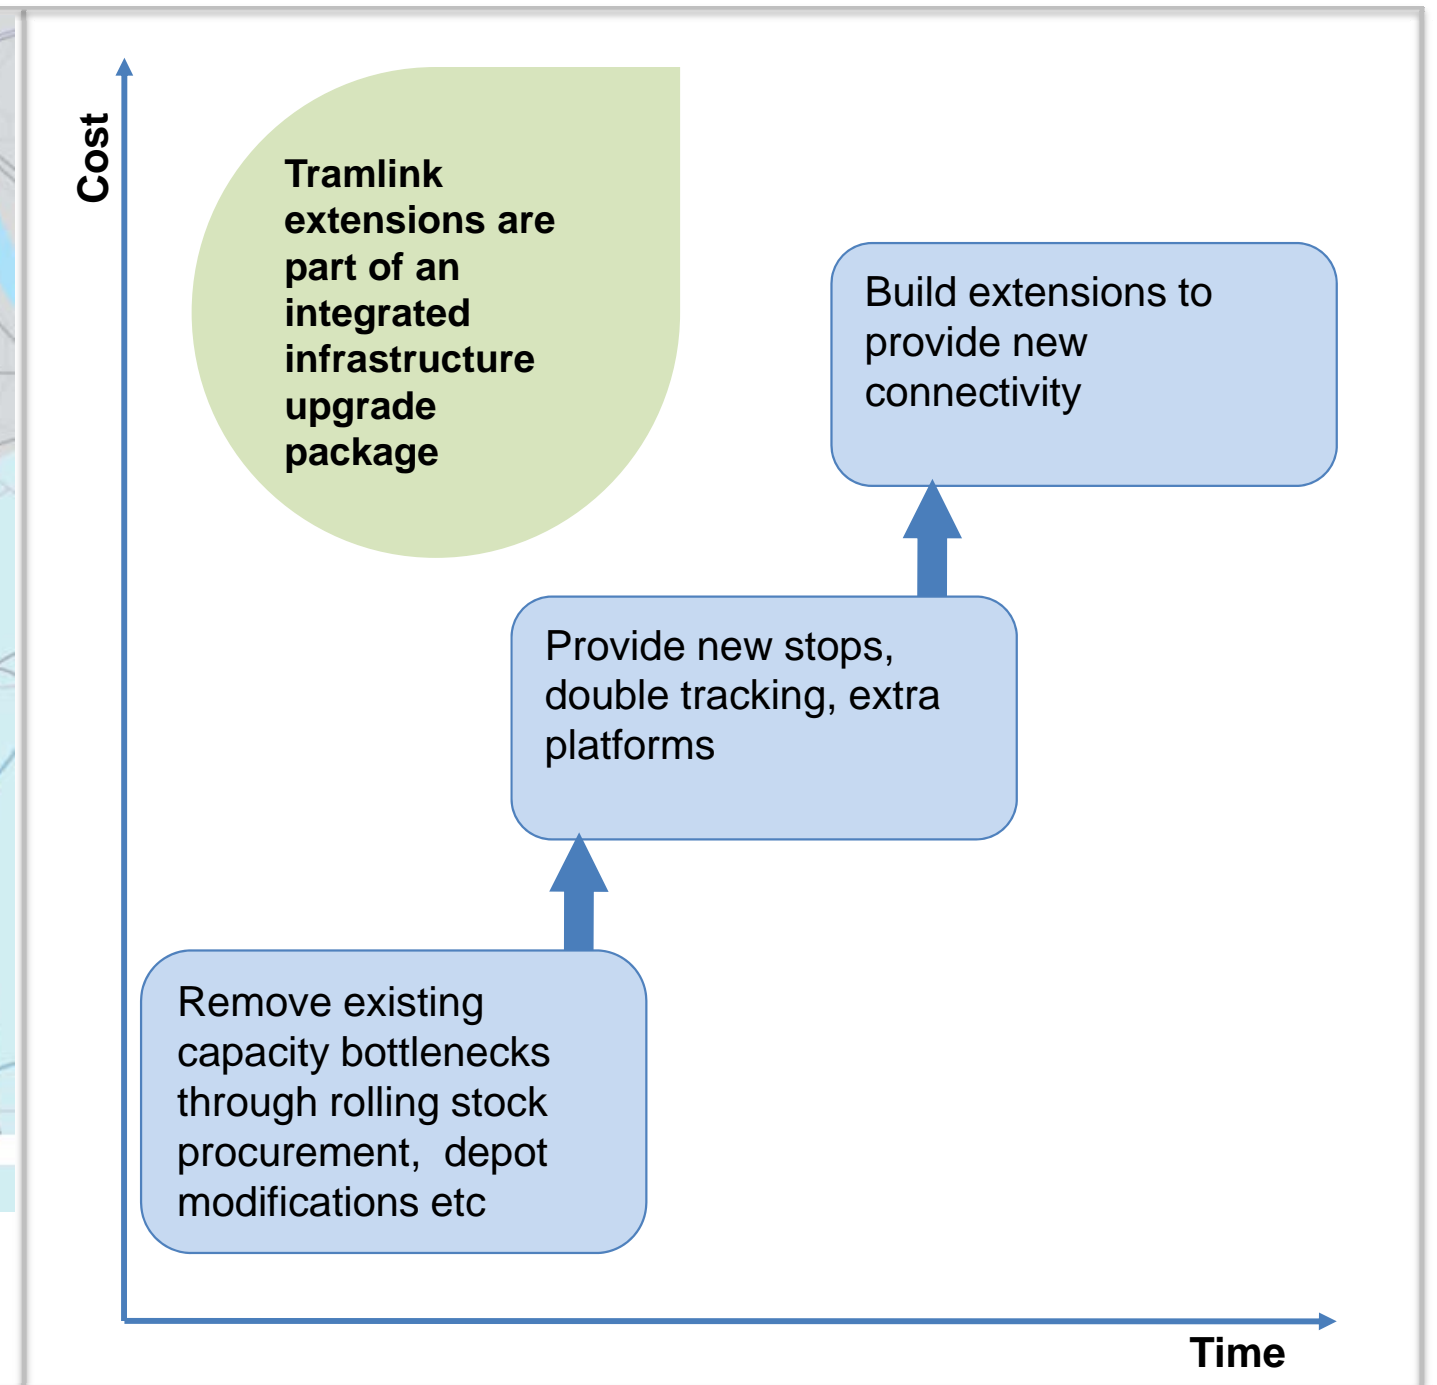 Cost
Tramlink
extensions are
part of an
integrated
infrastructure
upgrade
package
Build extensions to
provide new
connectivity
Provide new stops,
double tracking, extra
platforms
Remove existing
capacity bottlenecks
through rolling stock
procurement,  depot
modifications etc
Time